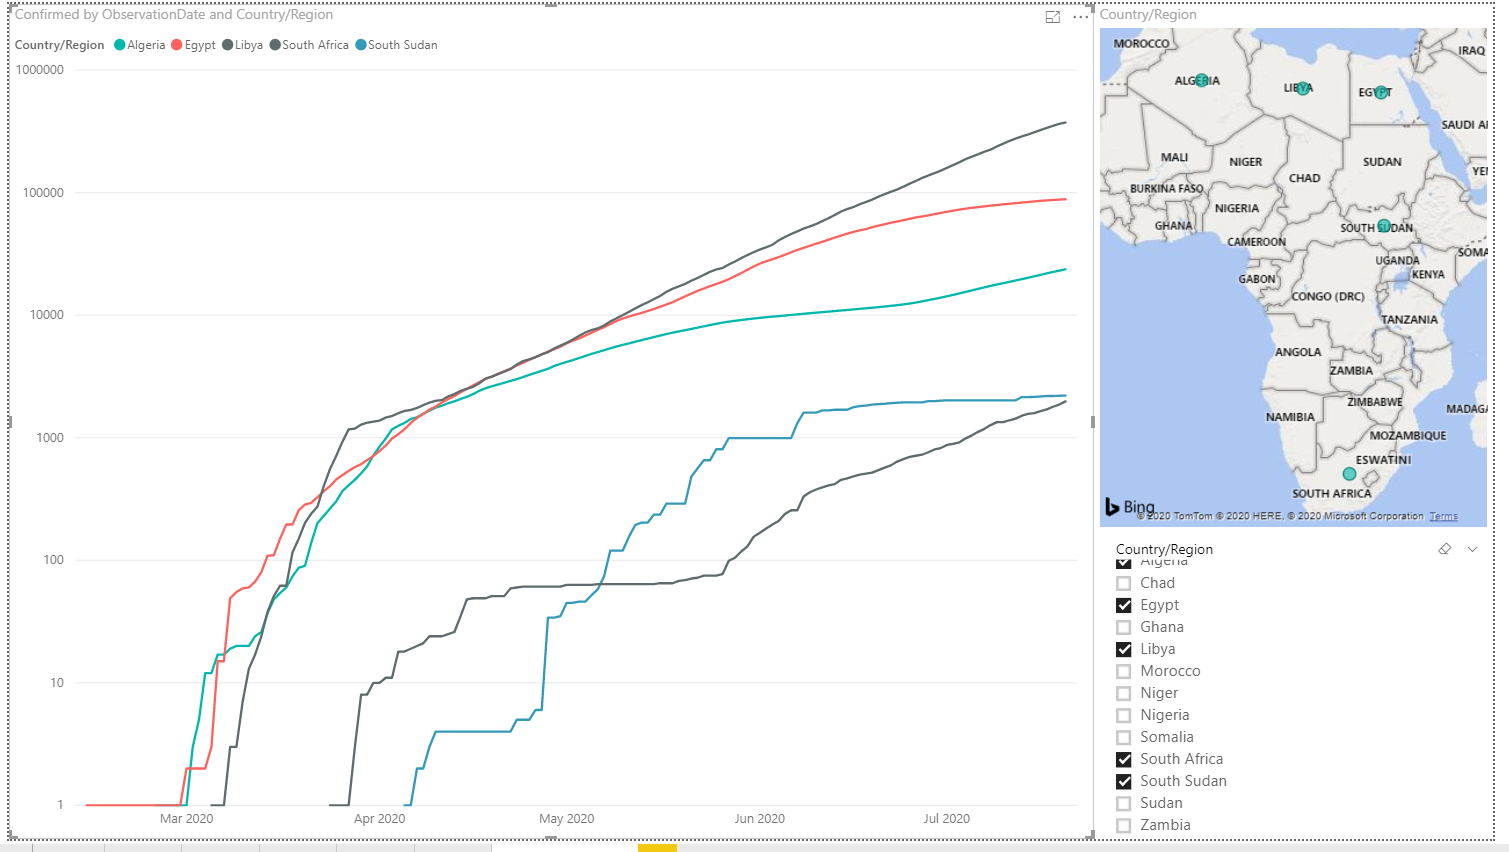 Confirmed by ObservationDate and Country/Region
Country/Region Algeria Egypt Libya South Africa South Sudan
1000000
100000
10000
1000
100
10
1
Mar 2020 Apr 2020 May 2020 Jun 2020 Jul 2020
Country/Region
MOROCCO
IRAQ
ALGERIA
LIBYA
EGYPT
SAUDI A
MALI
NIGER
SUDAN
CHAD
YE
BURKINA FASO
NIGERIA
GHANA
SOUTH SUDAN
CAMEROON
SOMA
UGANDA
GABON
KENYA
CONGO (DRC)
TANZANIA
ANGOLA
ZAMBIA
ZIMBABWE
MADAGA
NAMIBIA
MOZAMBIQUE
ESWATINI
SOUTH AFRICA
Bing
© 2020 TomTom © 2020 HERE, © 2020 Microsoft Corporation Terms
Country/Region
Algeria
Chad
Egypt
Ghana
Libya
Morocco
Niger
Nigeria
Somalia
South Africa
South Sudan
Sudan
Zambia